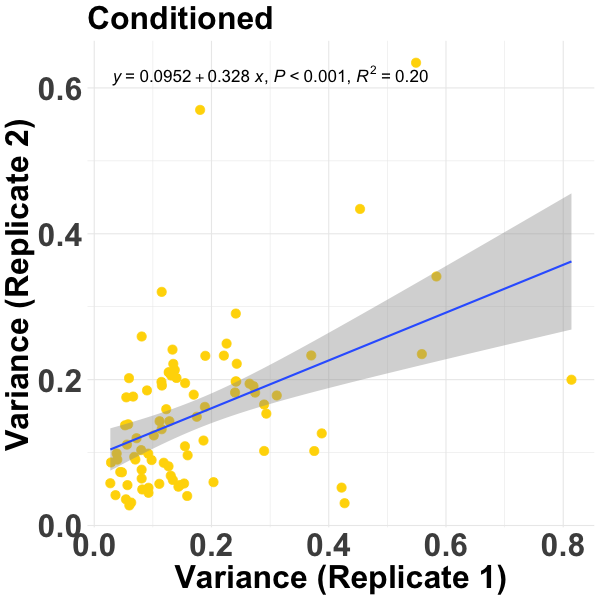 Conditioned
y = 0.0952 + 0.328 x, P < 0.001, R² = 0.20
Variance (Replicate 2)
0.6
0.4
0.2
0.0
0.0 0.2 0.4 0.6 0.8
Variance (Replicate 1)